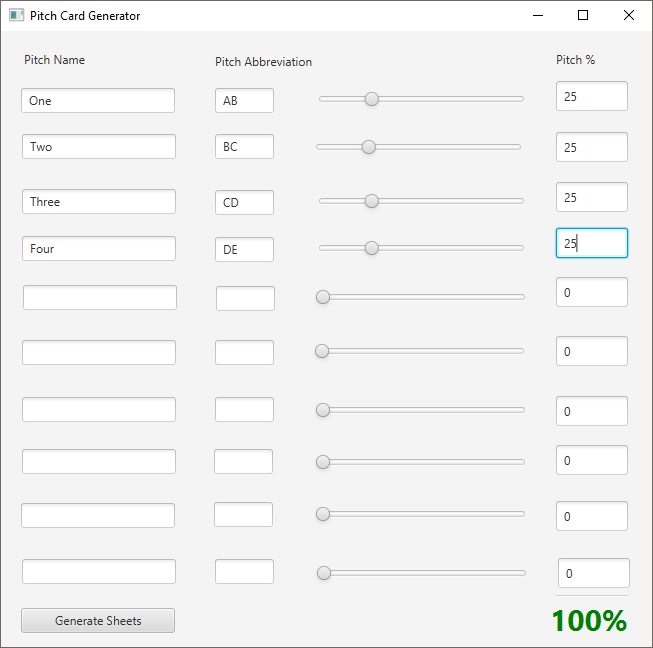 Pitch Card Generator
Pitch Name Pitch Abbreviation Pitch %
One AB 25
Two BC 25
Three CD 25
Four DE 25
0
0
0
0
0
0
Generate Sheets 100%